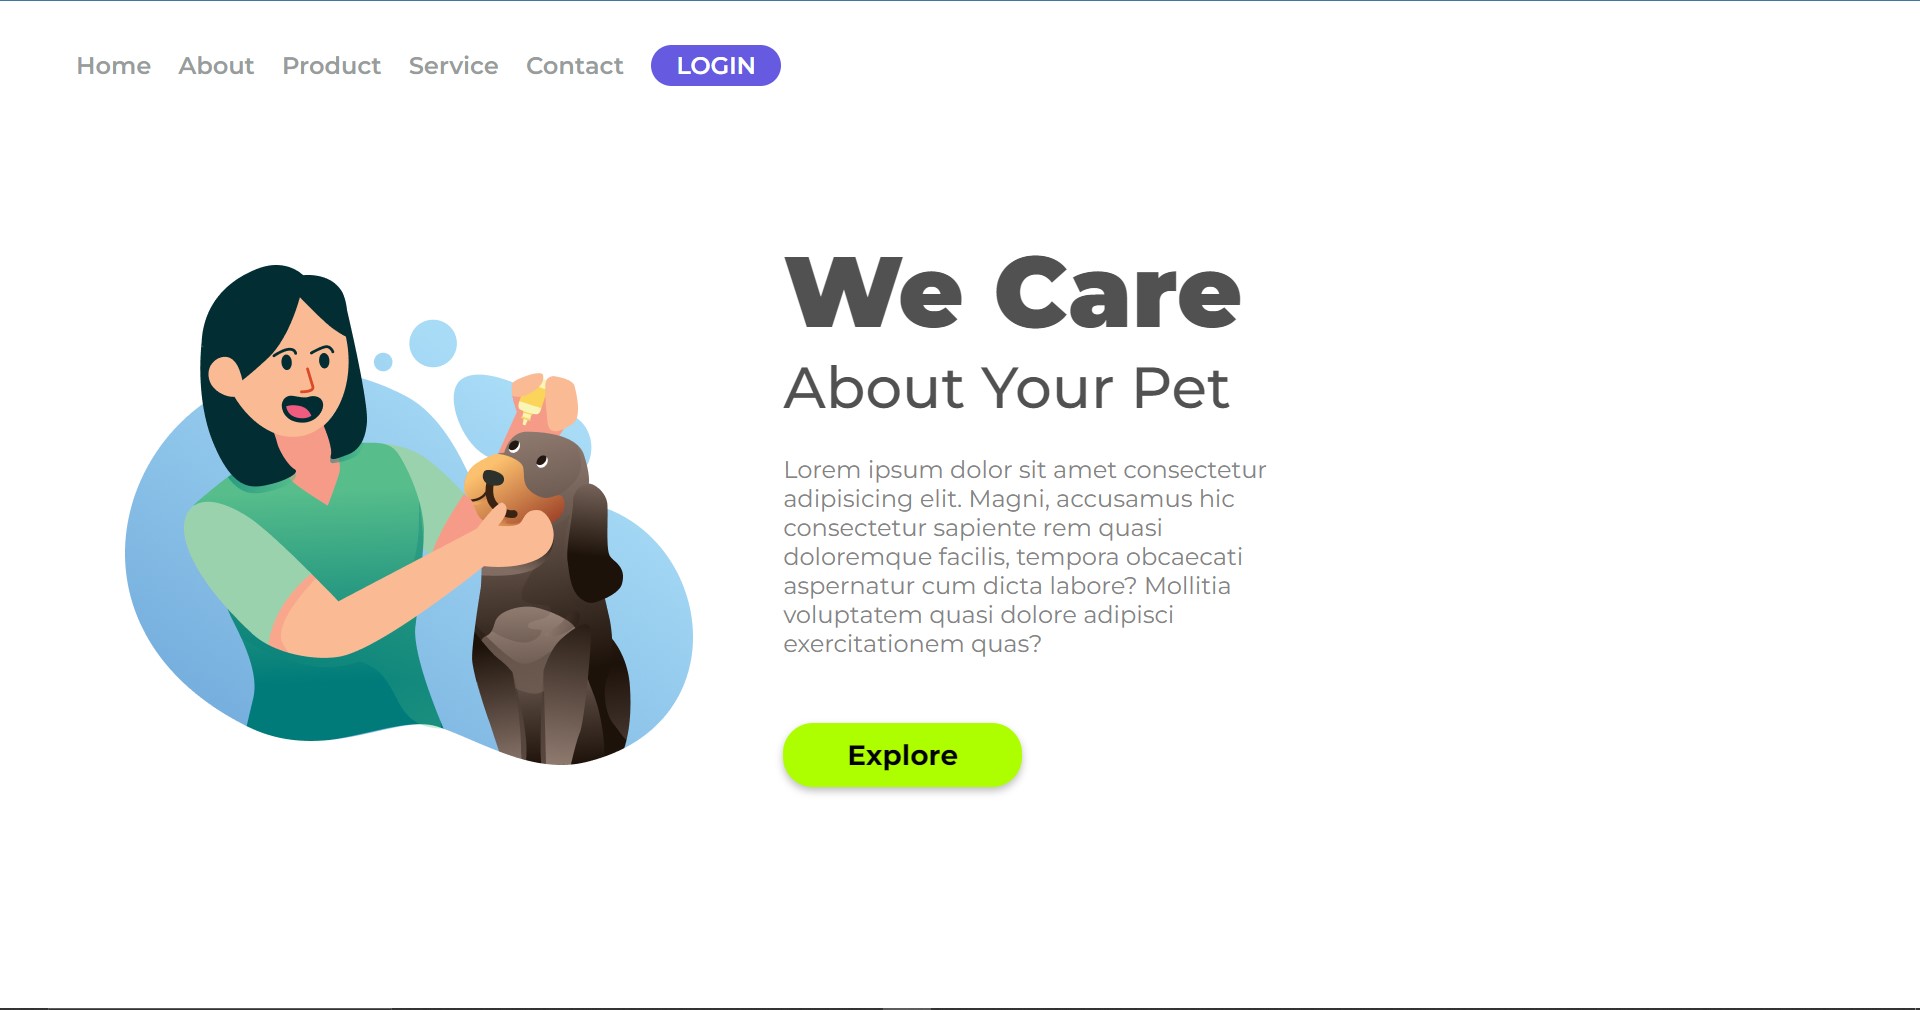 Home About Product Service Contact LOGIN
We Care
About Your Pet
Lorem ipsum dolor sit amet consectetur
adipisicing elit. Magni, accusamus hic
consectetur sapiente rem quasi
doloremque facilis, tempora obcaecati
aspernatur cum dicta labore? Mollitia
voluptatem quasi dolore adipisci
exercitationem quas?
Explore